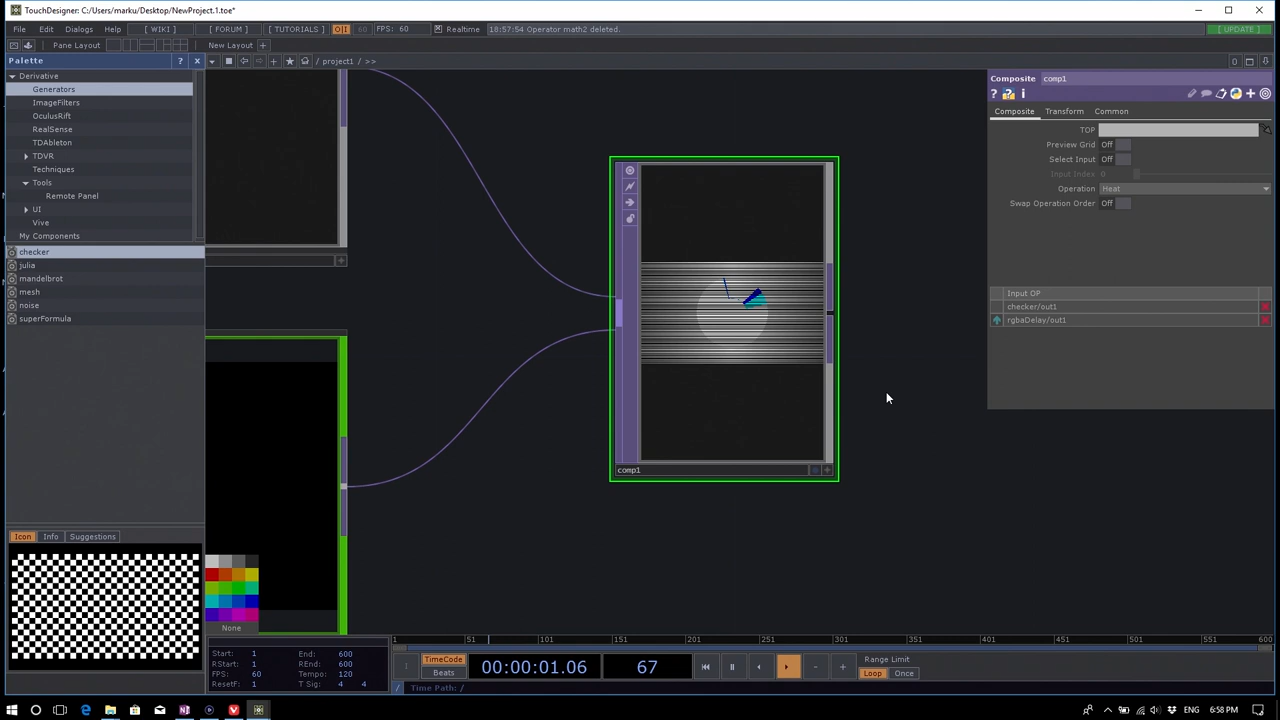 TouchDesigner: C:/Users/marku/Desktop/NewProject.1.toe*
File Edit Dialogs Help [ WIKI ] [ FORUM ] [ TUTORIALS ] O|I 60 FPS: 60 Realtime 18:57:54 Operator math2 deleted. [ UPDATE ]
Pane Layout New Layout +
Palette ? x / project1 / >> 0
Derivative
Generators
ImageFilters
OculusRift
RealSense
TDAbleton
TDVR
Techniques
Tools
Remote Panel
UI
Vive
My Components
checker
julia
mandelbrot
mesh
noise
superFormula
Icon Info Suggestions
None
comp1
Composite comp1
? ? i
Composite Transform Common
TOP
Preview Grid Off
Select Input Off
Input Index 0
Operation Heat
Swap Operation Order Off
Input OP
checker/out1
rgbaDelay/out1
1 51 101 151 201 251 301 351 401 451 501 551 600
Start: 1 End: 600
RStart: 1 REnd: 600
FPS: 60 Tempo: 120
ResetF: 1 T Sig: 4 4
TimeCode
Beats
00:00:01.06 67
Range Limit
Loop Once
/ Time Path: /
ENG 6:58 PM